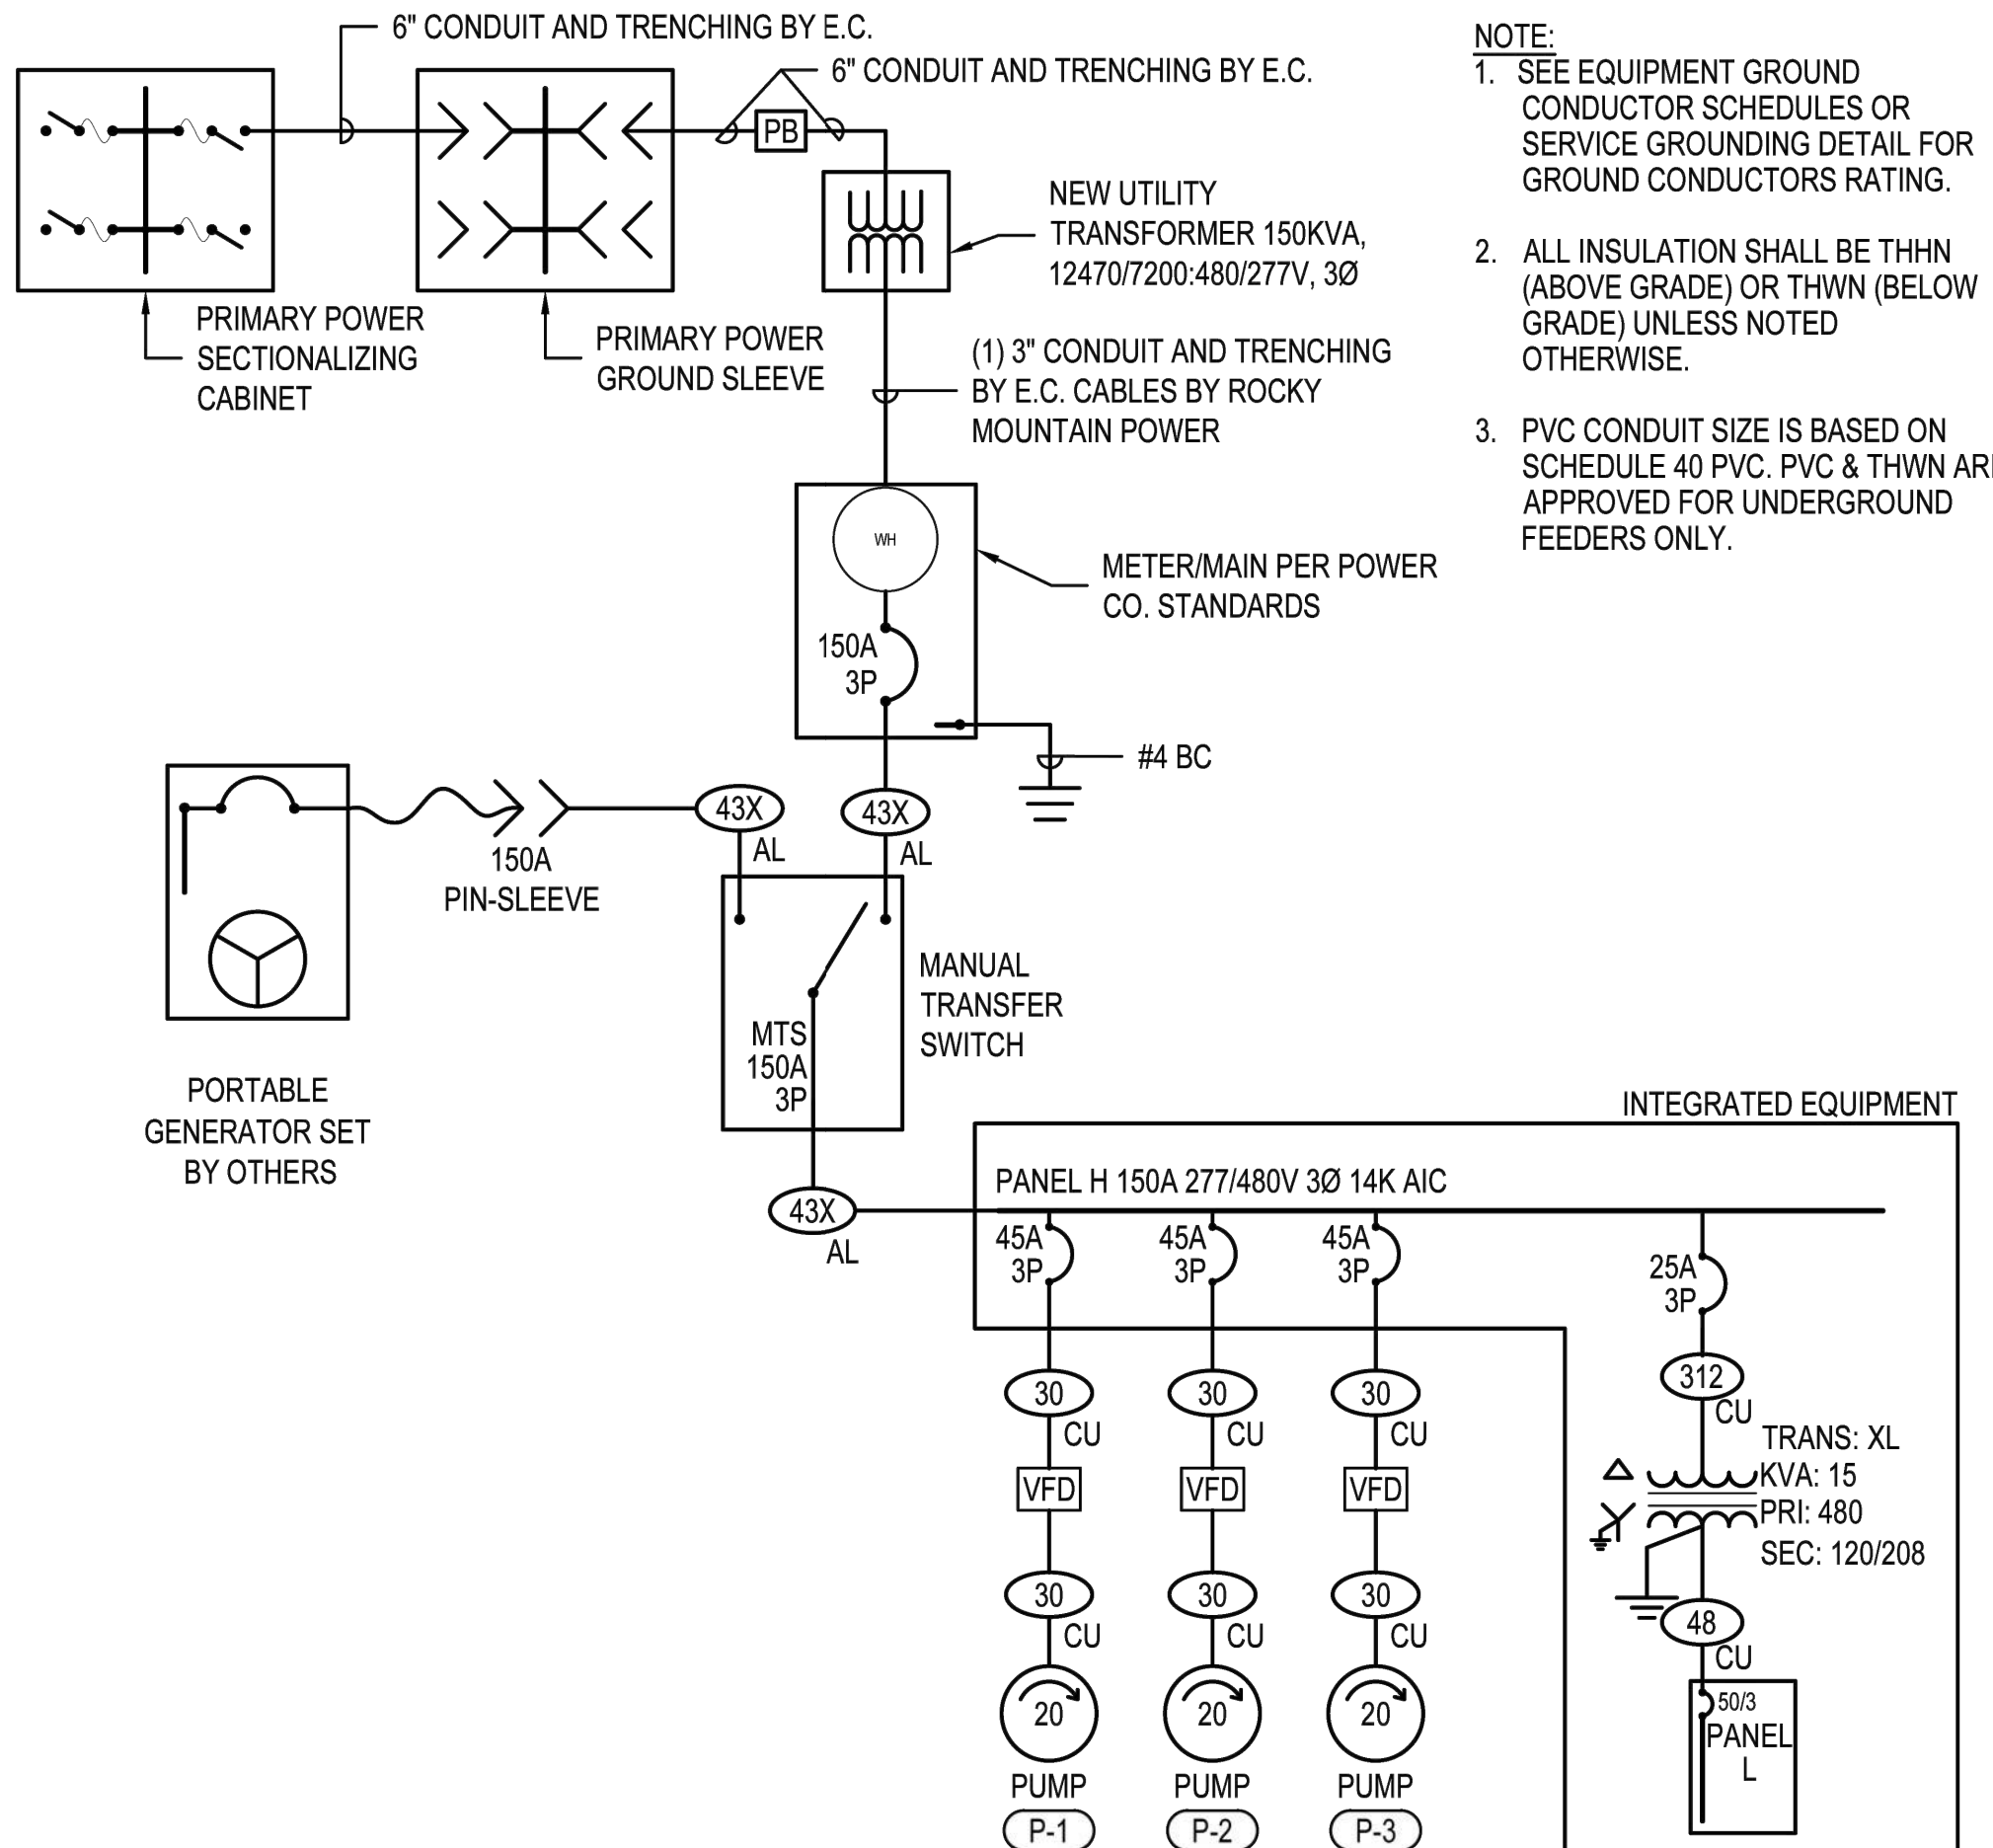 6" CONDUIT AND TRENCHING BY E.C.
6" CONDUIT AND TRENCHING BY E.C.
PB
PRIMARY POWER
SECTIONALIZING
CABINET
PRIMARY POWER
GROUND SLEEVE
NEW UTILITY
TRANSFORMER 150KVA,
12470/7200:480/277V, 3Ø
(1) 3" CONDUIT AND TRENCHING
BY E.C. CABLES BY ROCKY
MOUNTAIN POWER
NOTE:
1. SEE EQUIPMENT GROUND
CONDUCTOR SCHEDULES OR
SERVICE GROUNDING DETAIL FOR
GROUND CONDUCTORS RATING.
2. ALL INSULATION SHALL BE THHN
(ABOVE GRADE) OR THWN (BELOW
GRADE) UNLESS NOTED
OTHERWISE.
3. PVC CONDUIT SIZE IS BASED ON
SCHEDULE 40 PVC. PVC & THWN AR
APPROVED FOR UNDERGROUND
FEEDERS ONLY.
WH
150A
3P
METER/MAIN PER POWER
CO. STANDARDS
#4 BC
43X
AL
43X
AL
150A
PIN-SLEEVE
PORTABLE
GENERATOR SET
BY OTHERS
MTS
150A
3P
MANUAL
TRANSFER
SWITCH
43X
AL
INTEGRATED EQUIPMENT
PANEL H 150A 277/480V 3Ø 14K AIC
45A
3P
45A
3P
45A
3P
25A
3P
30
CU
30
CU
30
CU
312
CU
VFD
VFD
VFD
TRANS: XL
KVA: 15
PRI: 480
SEC: 120/208
30
CU
30
CU
30
CU
48
CU
20
20
20
50/3
PANEL
L
PUMP
P-1
PUMP
P-2
PUMP
P-3